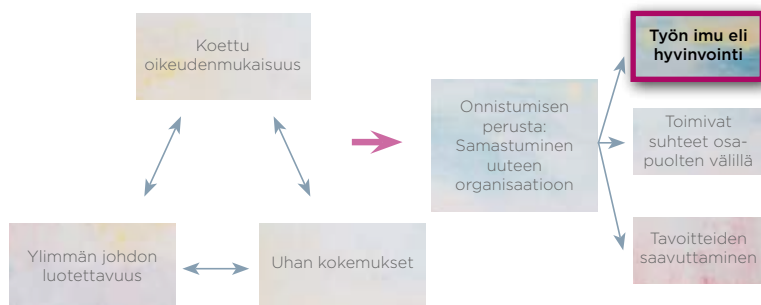 Koettu
oikeudenmukaisuus
Ylimmän johdon
luotettavuus
Uhan kokemukset
Onnistumisen
perusta:
Samastuminen
uuteen
organisaatioon
Työn imu eli
hyvinvointi
Toimivat
suhteet osa-
puolten välillä
Tavoitteiden
saavuttaminen